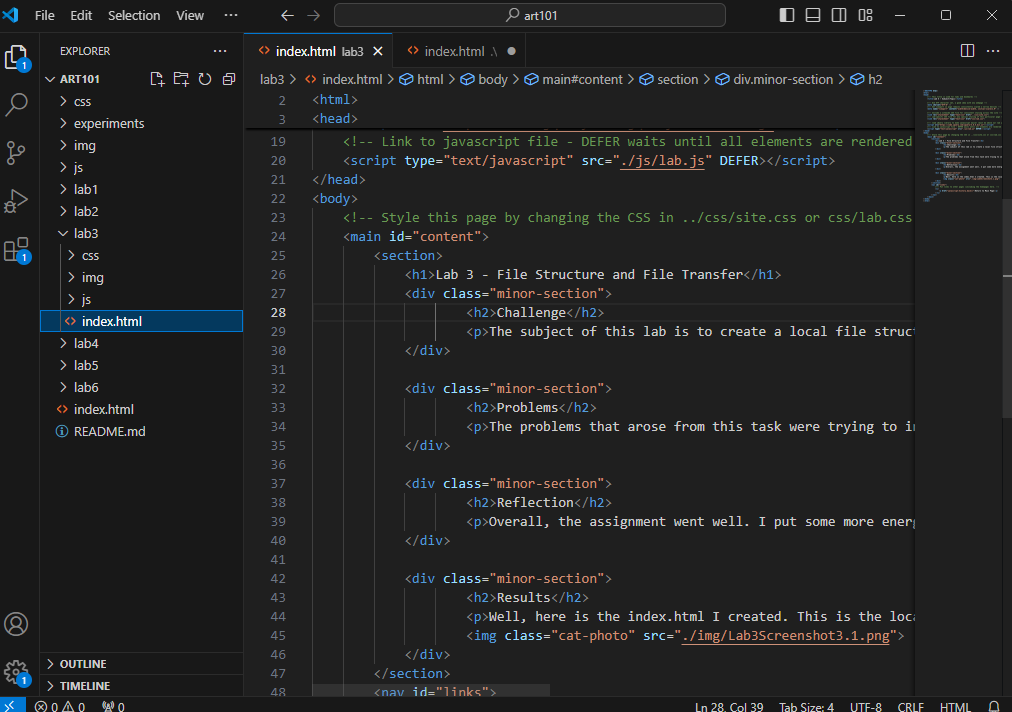 File Edit Selection View ··· art101
EXPLORER ···
ART101
css
experiments
img
js
lab1
lab2
lab3
css
img
js
index.html
lab4
lab5
lab6
index.html
README.md
OUTLINE
TIMELINE
index.html lab3 index.html .\
lab3 > index.html > html > body > main#content > section > div.minor-section > h2
2 <html>
3 <head>
19 <!-- Link to javascript file - DEFER waits until all elements are rendered
20 <script type="text/javascript" src="./js/lab.js" DEFER></script>
21 </head>
22 <body>
23 <!-- Style this page by changing the CSS in ../css/site.css or css/lab.css
24 <main id="content">
25 <section>
26 <h1>Lab 3 - File Structure and File Transfer</h1>
27 <div class="minor-section">
28 <h2>Challenge</h2>
29 <p>The subject of this lab is to create a local file struc
30 </div>
31
32 <div class="minor-section">
33 <h2>Problems</h2>
34 <p>The problems that arose from this task were trying to i
35 </div>
36
37 <div class="minor-section">
38 <h2>Reflection</h2>
39 <p>Overall, the assignment went well. I put some more ener
40 </div>
41
42 <div class="minor-section">
43 <h2>Results</h2>
44 <p>Well, here is the index.html I created. This is the loca
45 <img class="cat-photo" src="./img/Lab3Screenshot3.1.png">
46 </div>
47 </section>
48 <nav id="links">
1
1
1
0 0 0 Ln 28, Col 39 Tab Size: 4 UTF-8 CRLF HTML